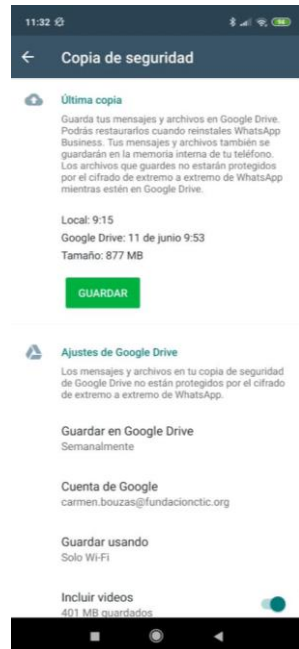 11:32
Copia de seguridad
Última copia
Guarda tus mensajes y archivos en Google Drive.
Podrás restaurarlos cuando reinstales WhatsApp
Business. Tus mensajes y archivos también se
guardarán en la memoria interna de tu teléfono.
Los archivos que guardes no estarán protegidos
por el cifrado de extremo a extremo de WhatsApp
mientras estén en Google Drive.
Local: 9:15
Google Drive: 11 de junio 9:53
Tamaño: 877 MB
GUARDAR
Ajustes de Google Drive
Los mensajes y archivos en tu copia de seguridad
de Google Drive no están protegidos por el cifrado
de extremo a extremo de WhatsApp.
Guardar en Google Drive
Semanalmente
Cuenta de Google
carmen.bouzas@fundacionctic.org
Guardar usando
Solo Wi-Fi
Incluir videos
401 MB guardados